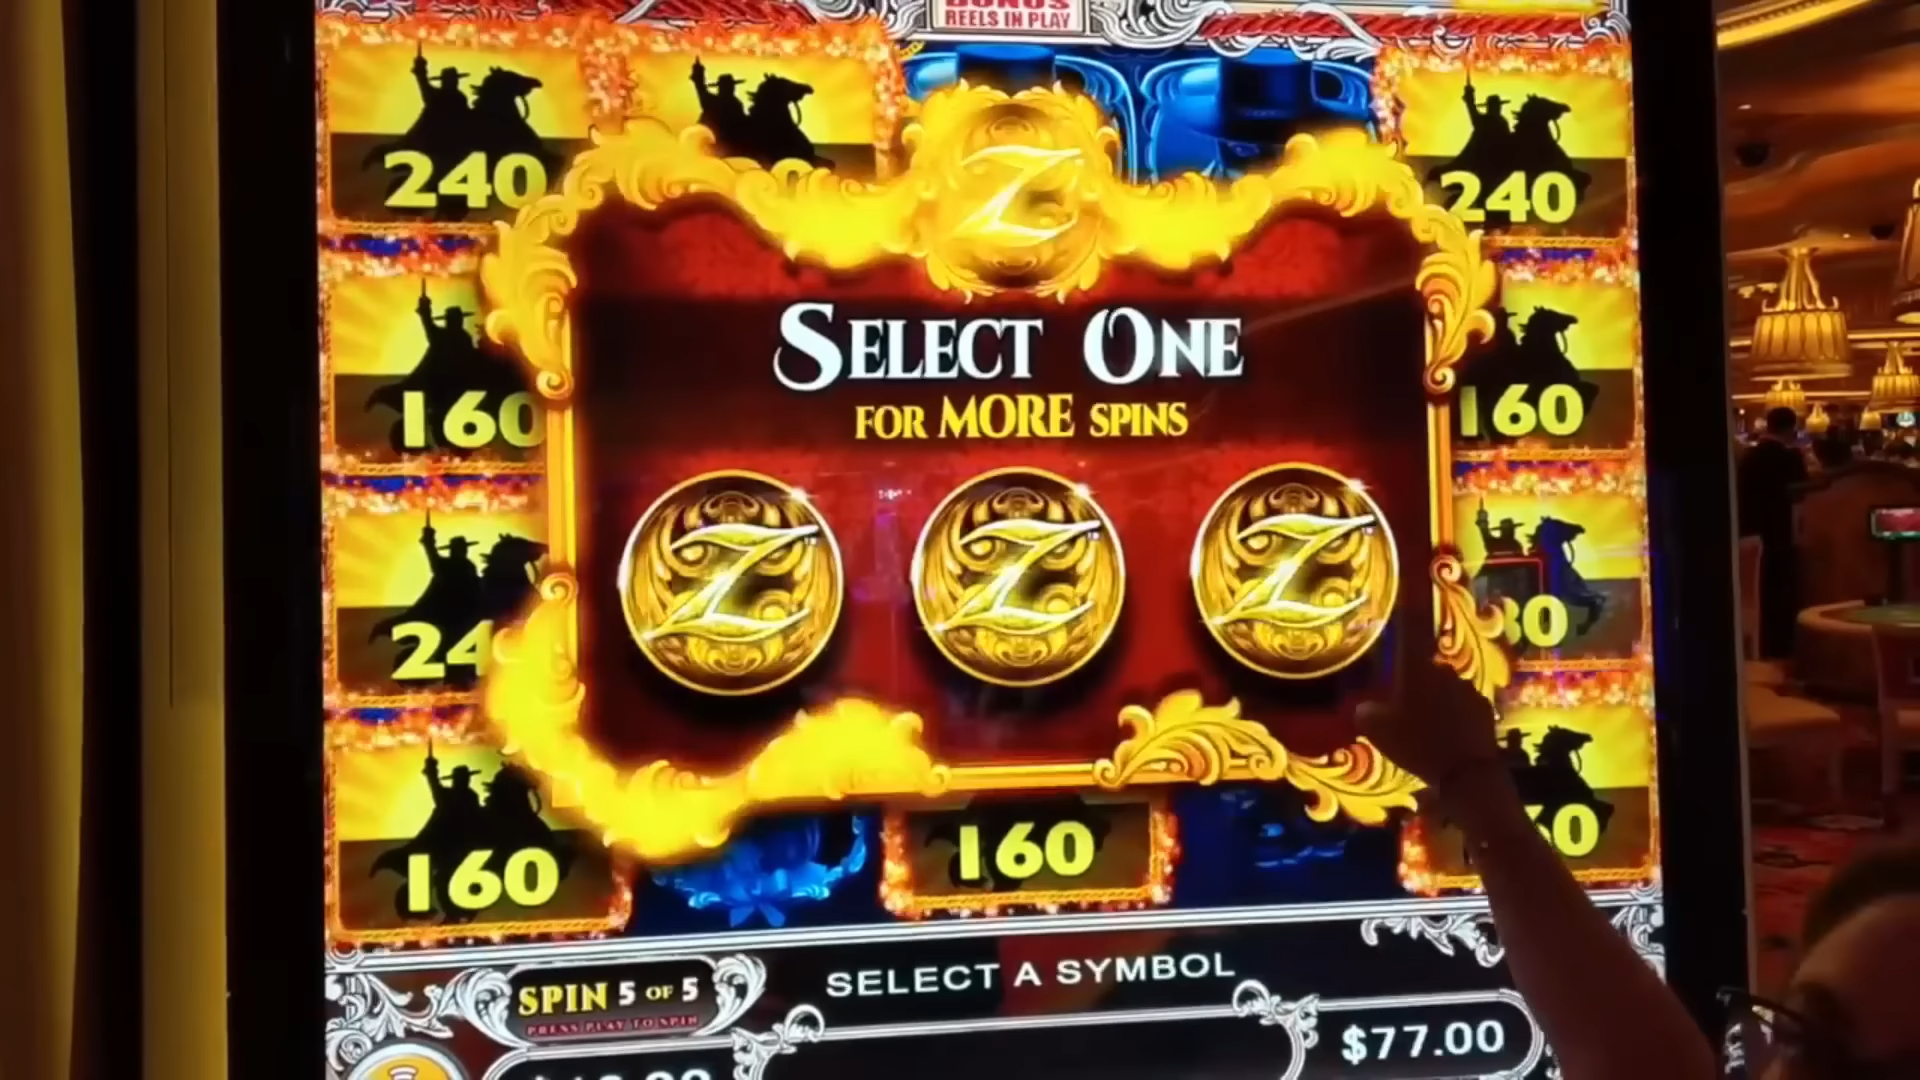 BONUS
REELS IN PLAY
240
240
Z
SELECT ONE
FOR MORE SPINS
160
160
Z Z Z
24
160
160
SPIN 5 OF 5
PRESS PLAY TO SPIN
SELECT A SYMBOL
$77.00